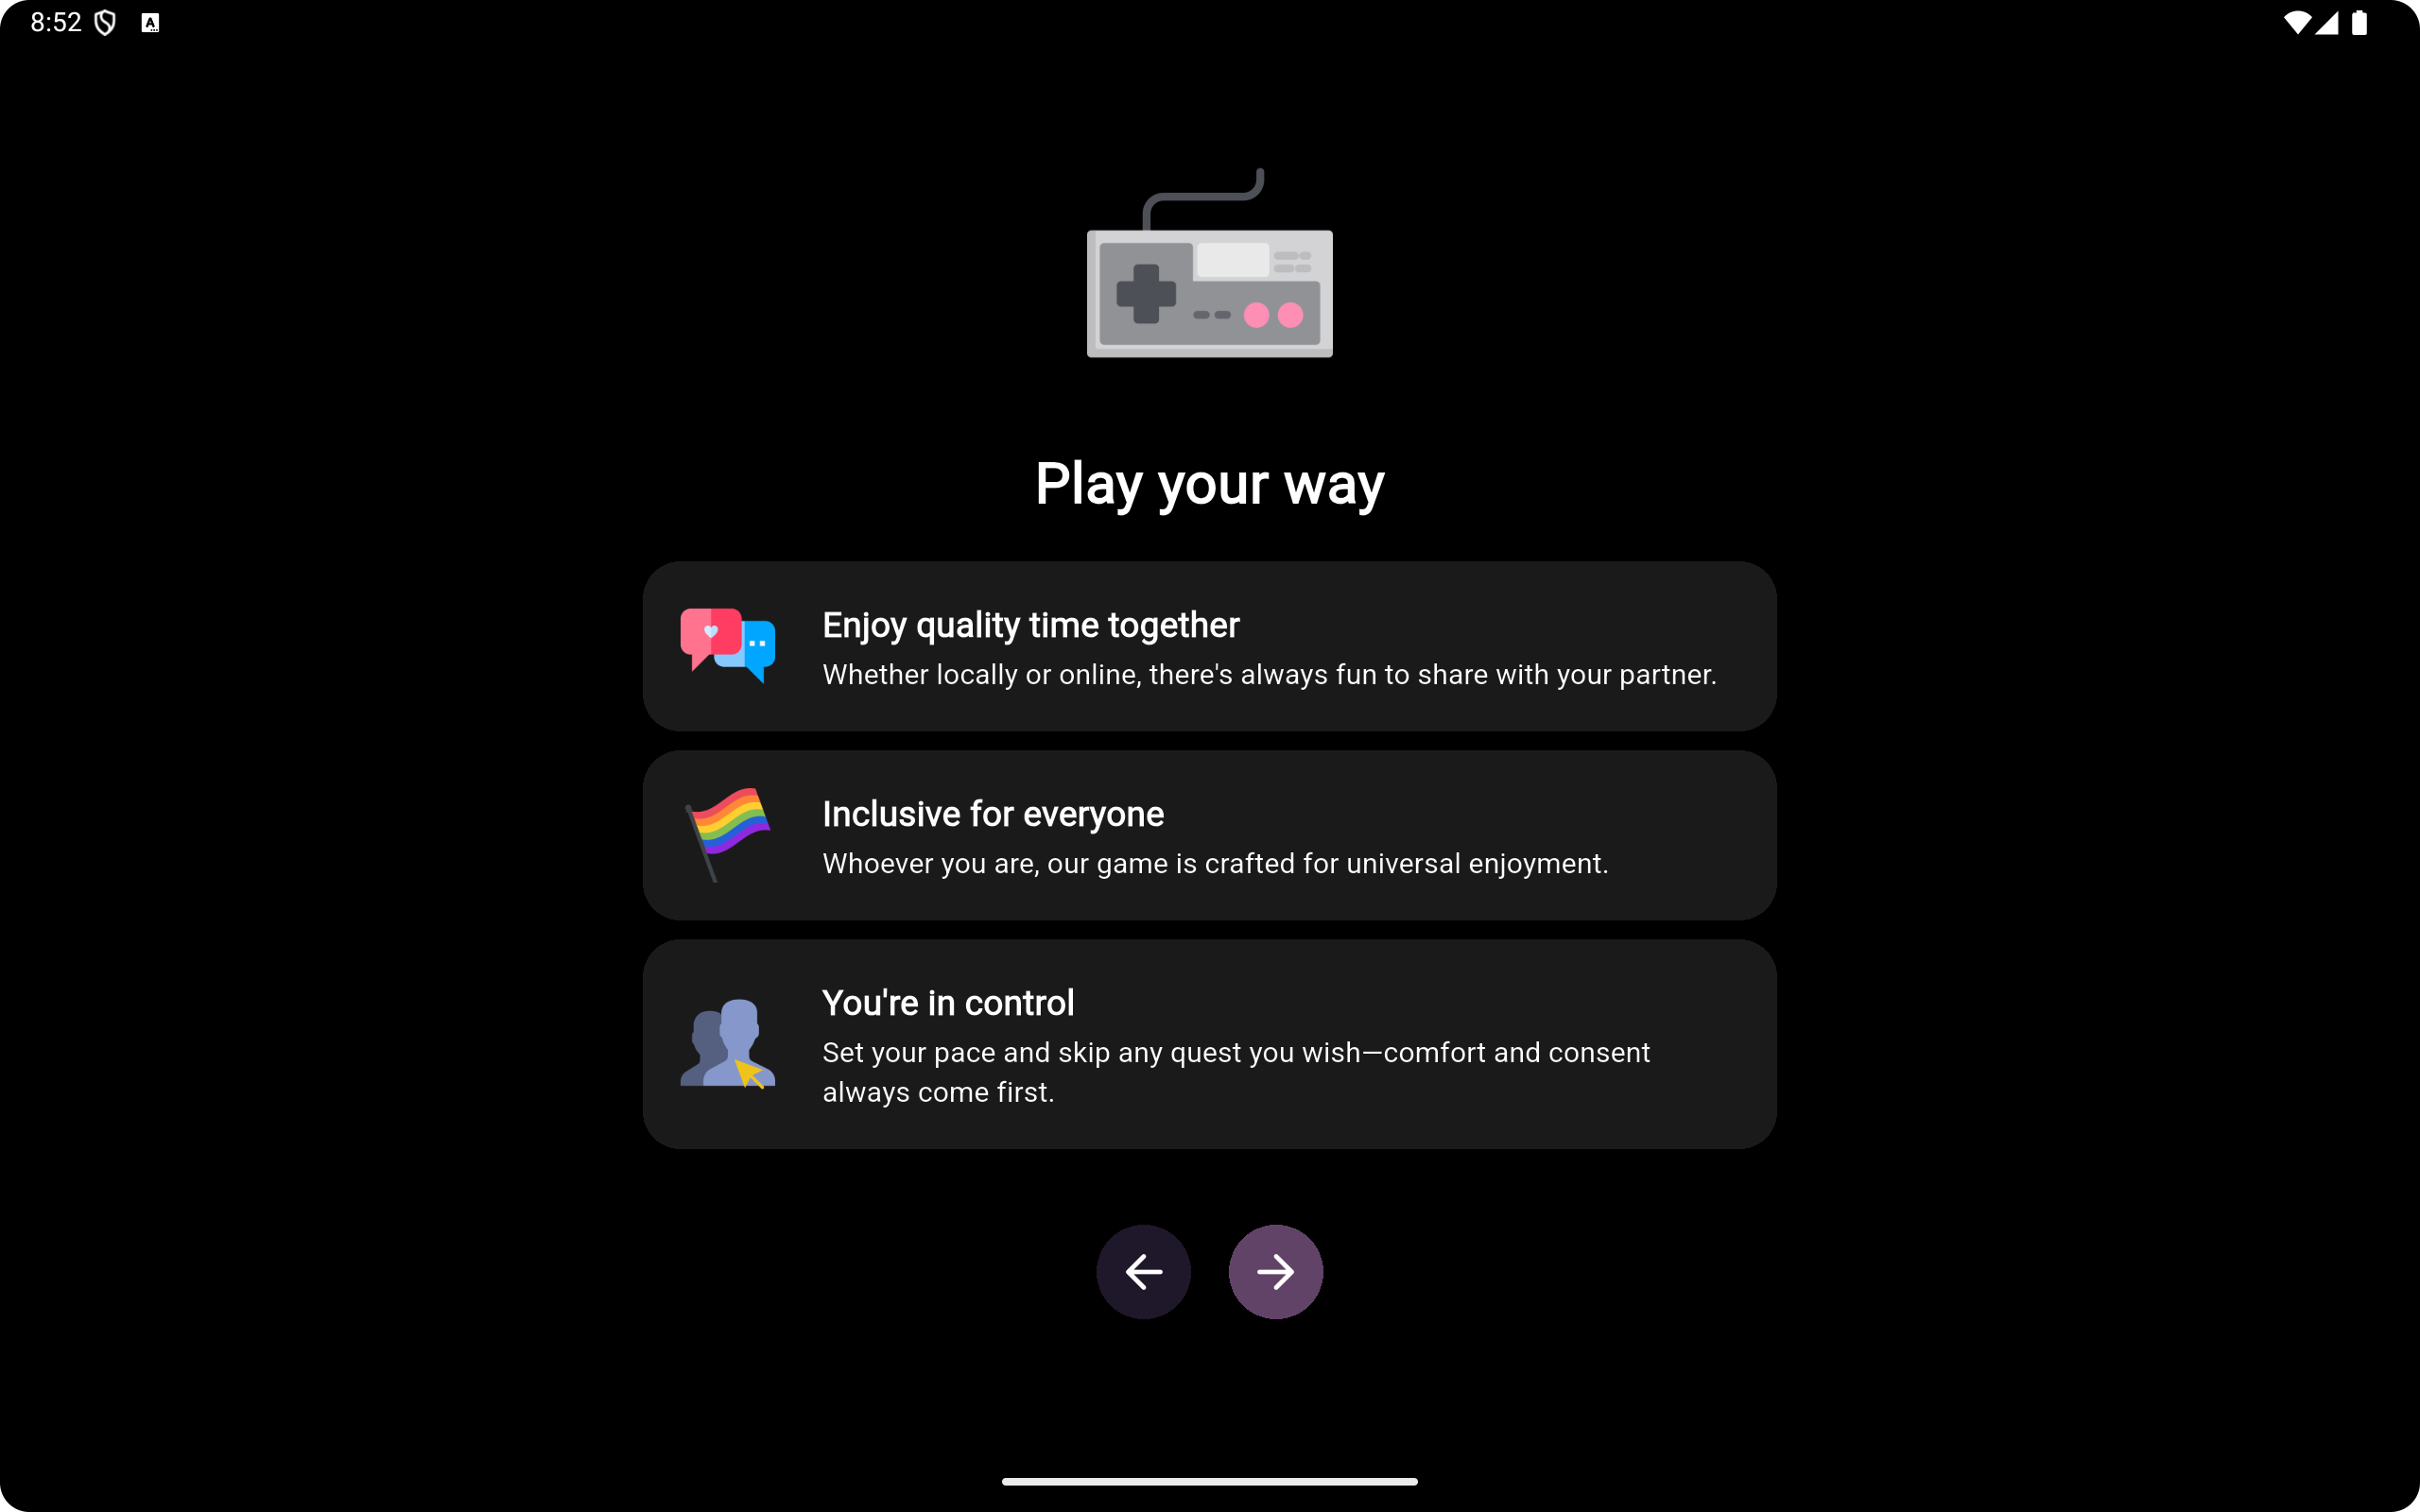 8:52
Play your way
Enjoy quality time together
Whether locally or online, there's always fun to share with your partner.
Inclusive for everyone
Whoever you are, our game is crafted for universal enjoyment.
You're in control
Set your pace and skip any quest you wish—comfort and consent
always come first.